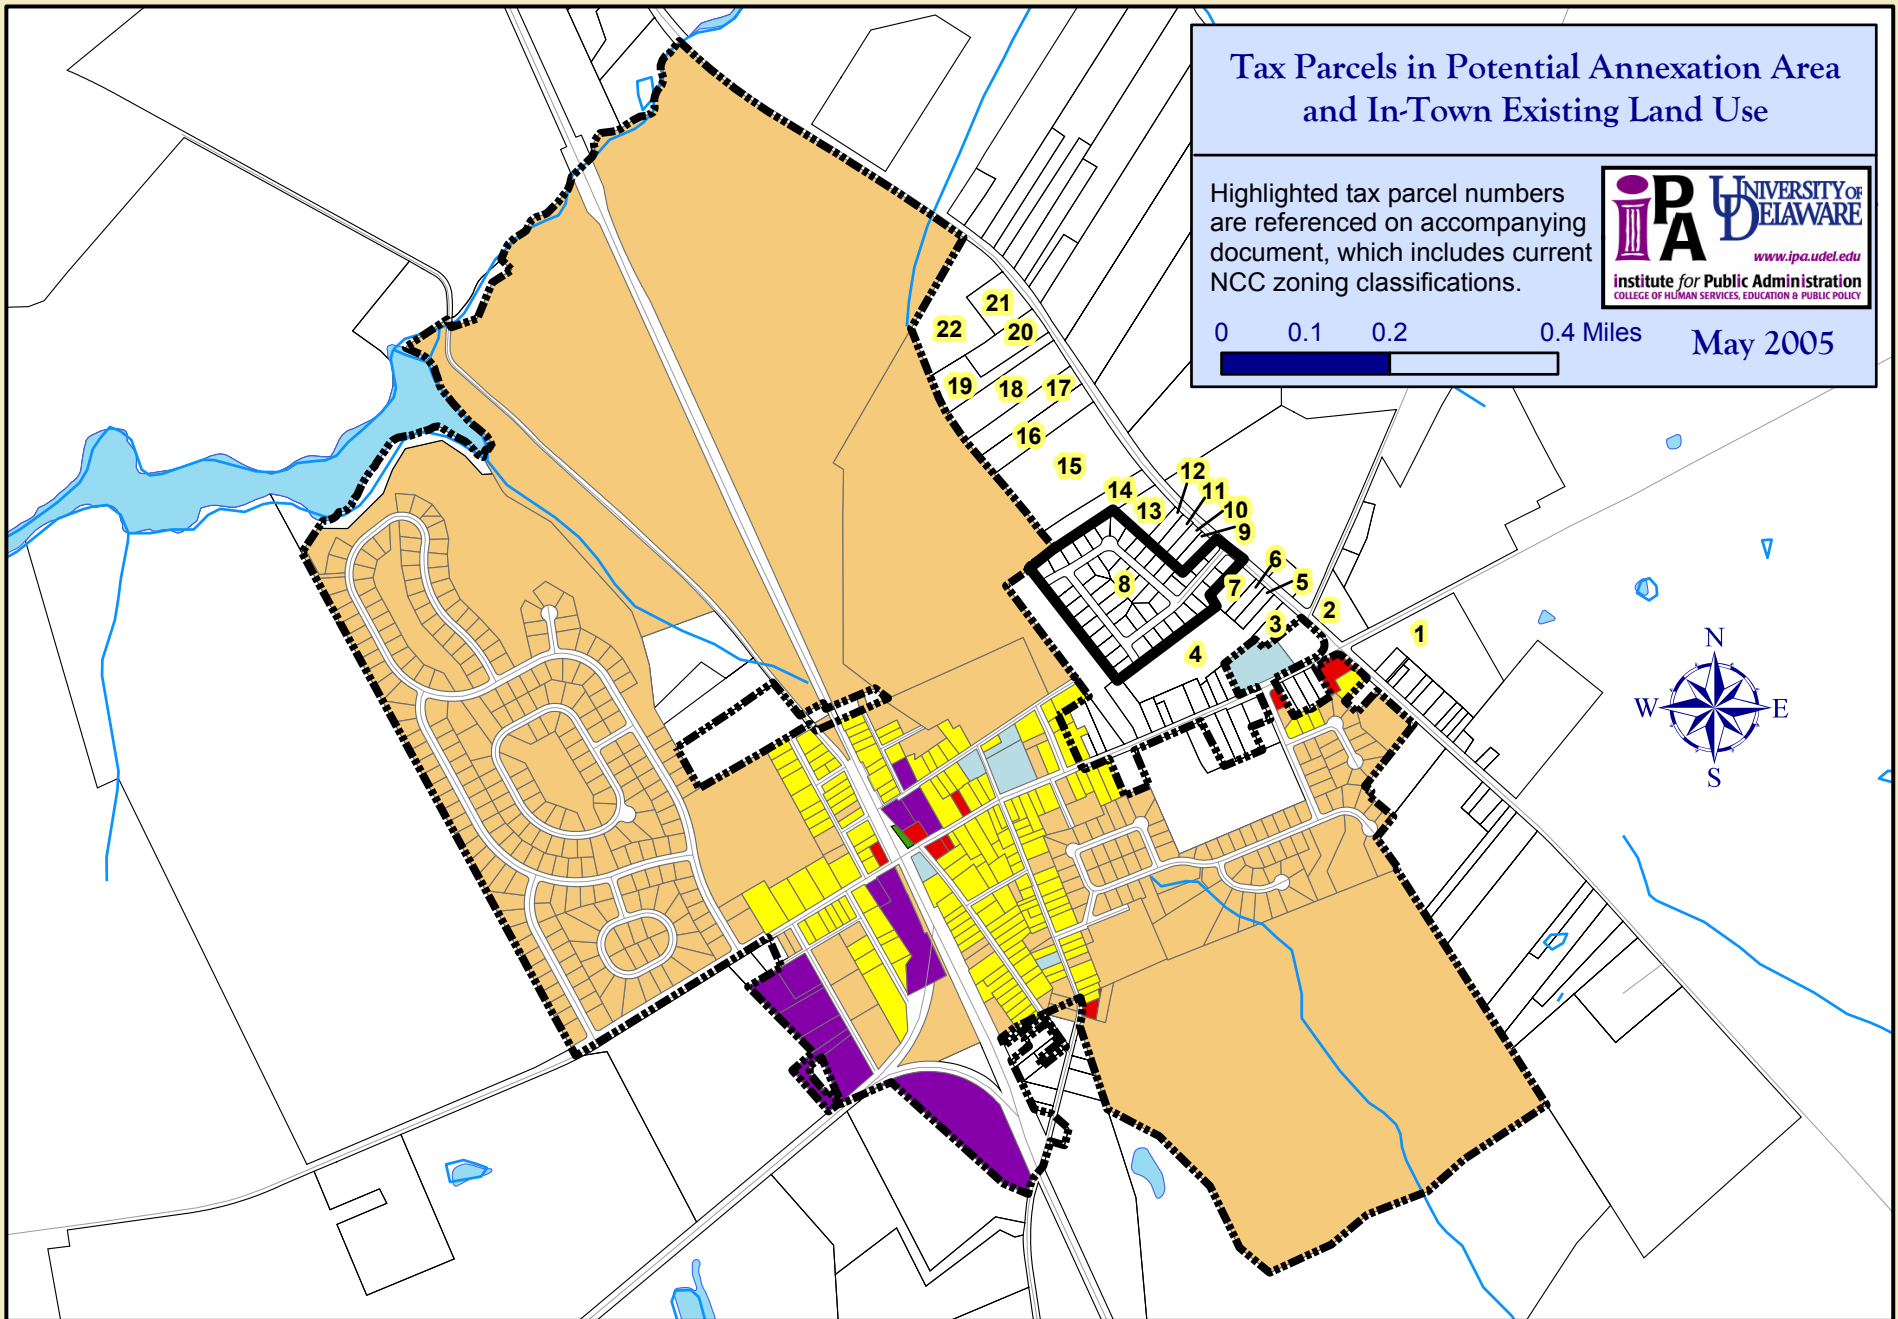 Tax Parcels in Potential Annexation Area
and In-Town Existing Land Use
Highlighted tax parcel numbers
are referenced on accompanying
document, which includes current
NCC zoning classifications.
iPA
UNIVERSITY OF
DELAWARE
www.ipa.udel.edu
institute for Public Administration
COLLEGE OF HUMAN SERVICES, EDUCATION & PUBLIC POLICY
0 0.1 0.2 0.4 Miles
May 2005
21
22
20
19
18
17
16
15
12
14
11
13
10
9
8
7
6
5
2
3
4
1
N
W
E
S